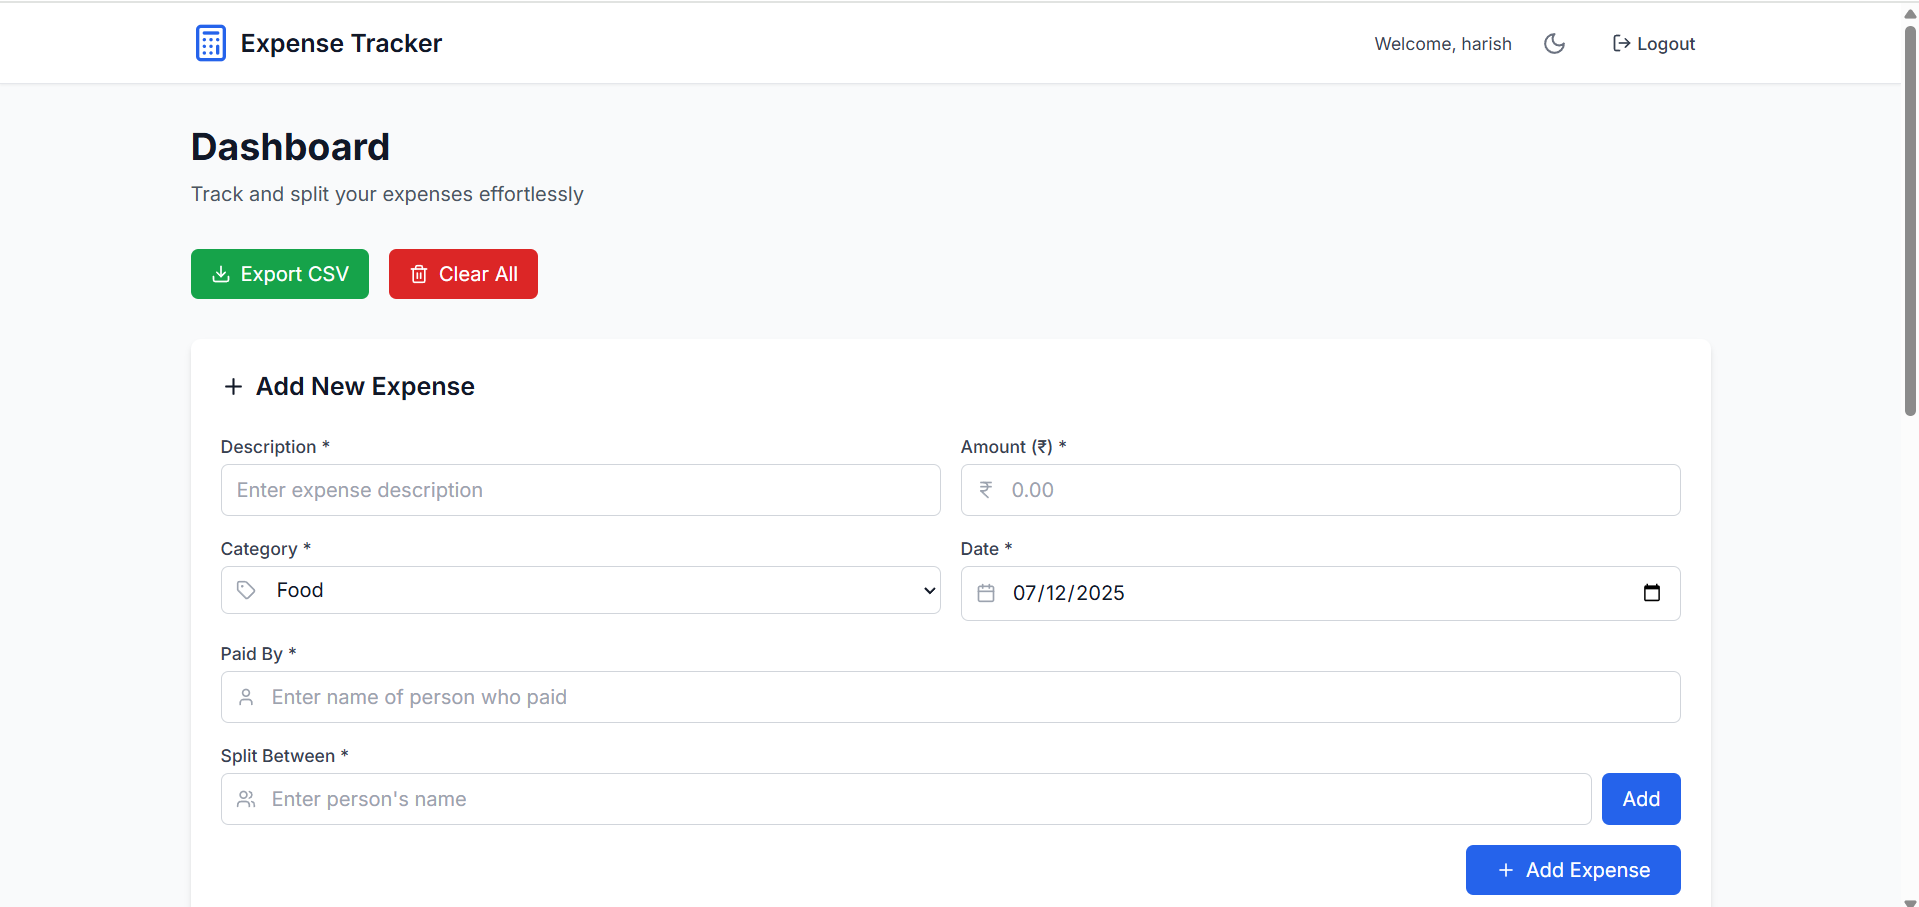 Expense Tracker
Welcome, harish
Logout
Dashboard
Track and split your expenses effortlessly
Export CSV
Clear All
+ Add New Expense
Description *
Amount (₹) *
Enter expense description
₹ 0.00
Category *
Date *
Food
07/12/2025
Paid By *
Enter name of person who paid
Split Between *
Enter person's name
Add
+ Add Expense